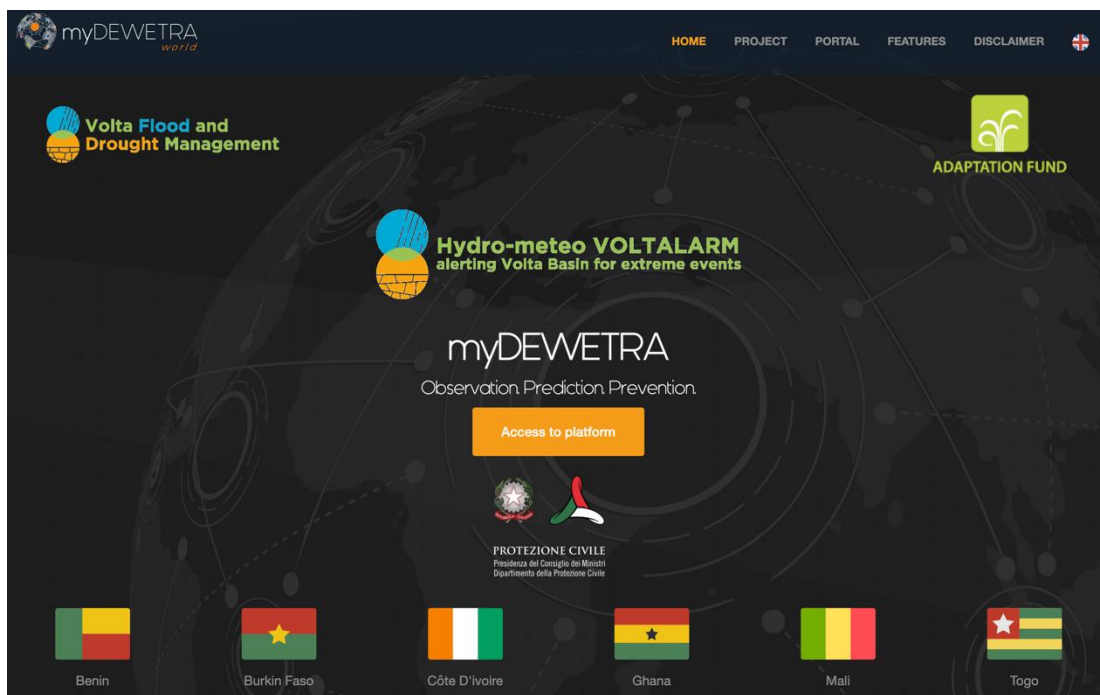 myDEWETRA
world
HOME PROJECT PORTAL FEATURES DISCLAIMER
Volta Flood and
Drought Management
ADAPTATION FUND
Hydro-meteo VOLTALARM
alerting Volta Basin for extreme events
myDEWETRA
Observation. Prediction. Prevention.
Access to platform
PROTEZIONE CIVILE
Presidenza del Consiglio dei Ministri
Dipartimento della Protezione Civile
Benin Burkin Faso Côte D'ivoire Ghana Mali Togo